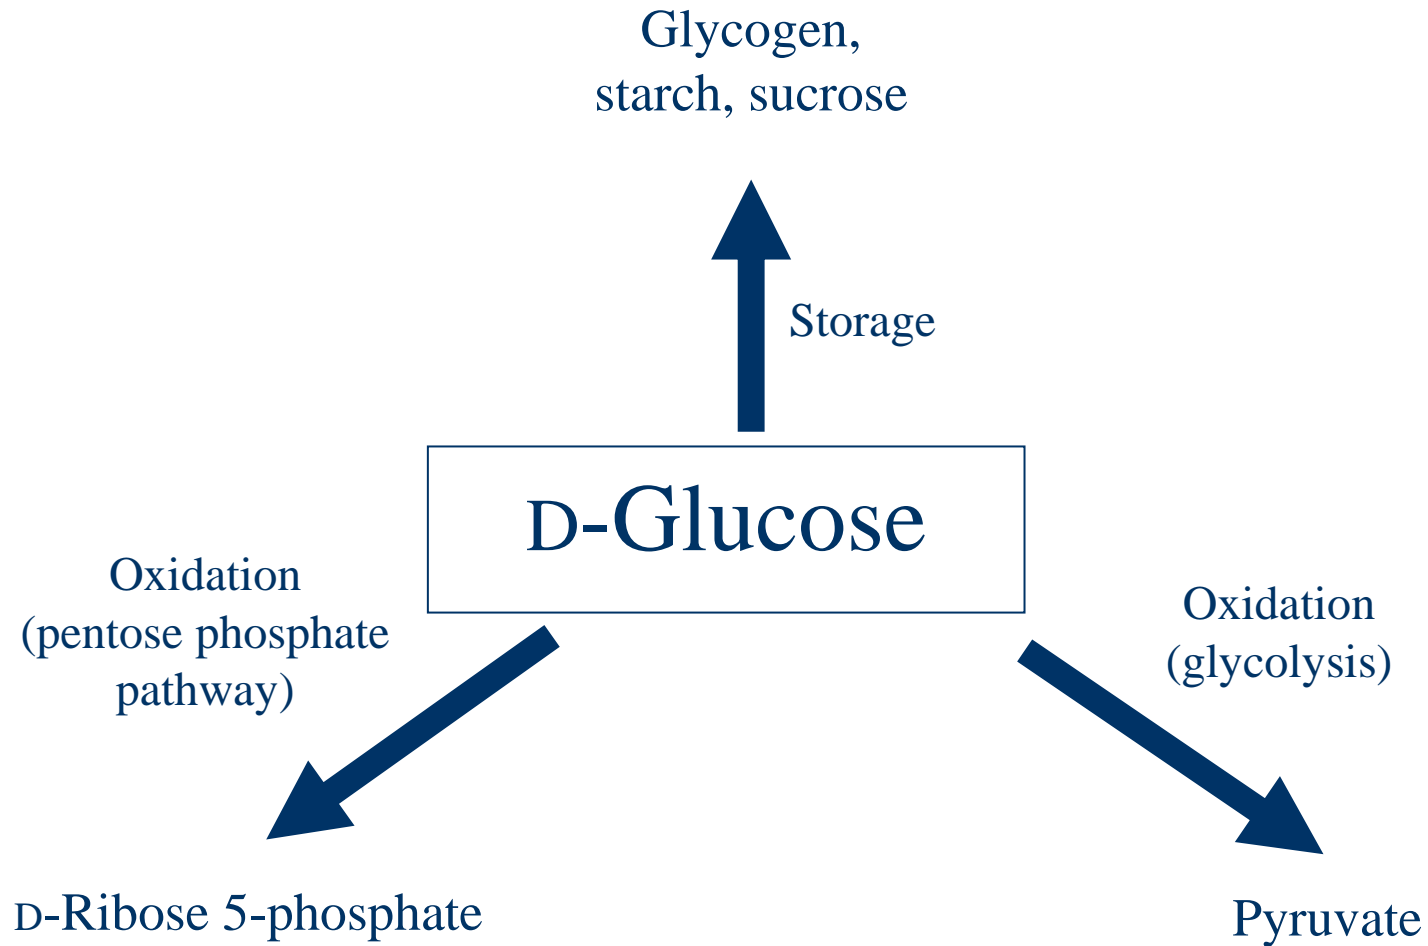 Glycogen,
starch, sucrose
Storage
D-Glucose
Oxidation
(pentose phosphate
pathway)
Oxidation
(glycolysis)
D-Ribose 5-phosphate
Pyruvate